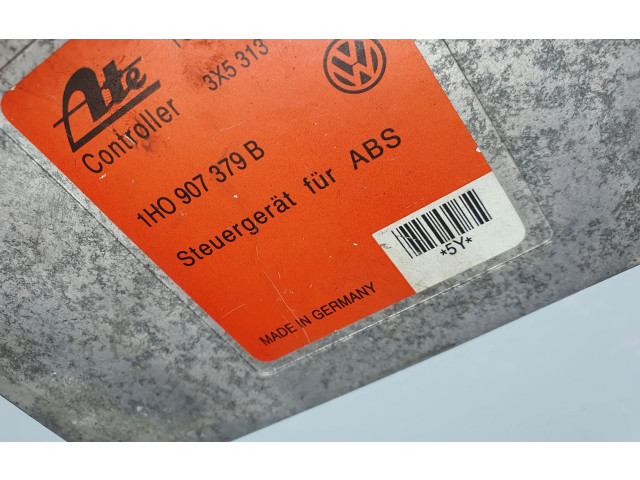 Ate
Controller
3X5 313
1HO 907 379 B
Steuergerät für ABS
*5Y*
MADE IN GERMANY